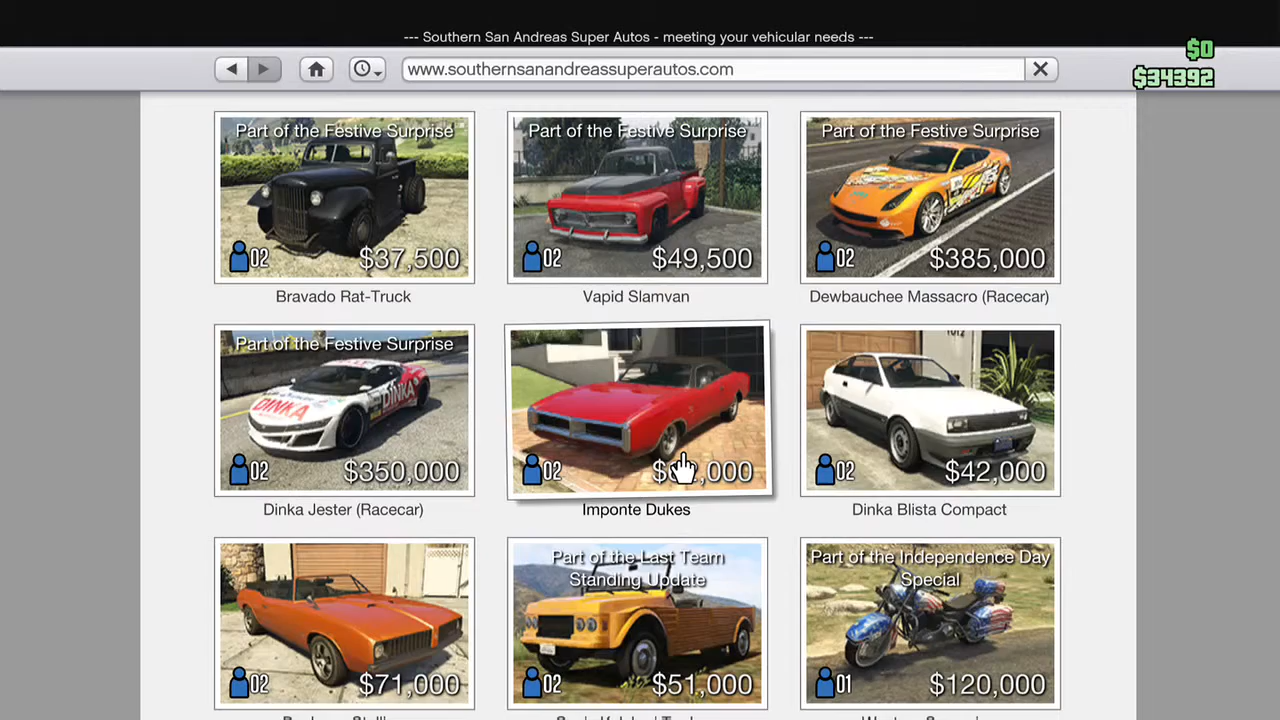 --- Southern San Andreas Super Autos - meeting your vehicular needs ---
$0
www.southernsanandreassuperautos.com
$34392
Part of the Festive Surprise
02 $37,500
Bravado Rat-Truck
Part of the Festive Surprise
02 $49,500
Vapid Slamvan
Part of the Festive Surprise
02 $385,000
Dewbauchee Massacro (Racecar)
Part of the Festive Surprise
DINKA
DINKA
02 $350,000
Dinka Jester (Racecar)
02
Imponte Dukes
02 $42,000
Dinka Blista Compact
02 $71,000
Part of the Last Team
Standing Update
02 $51,000
Part of the Independence Day
Special
01 $120,000